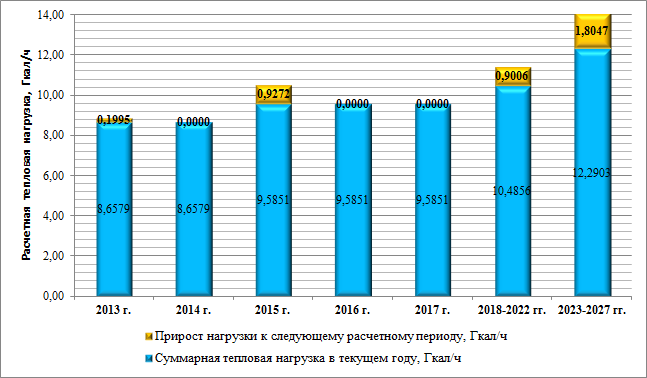 Расчетная тепловая нагрузка, Гкал/ч
14,00
12,00
10,00
8,00
6,00
4,00
2,00
0,00
0,1995
0,0000
0,9272
0,0000
0,0000
0,9006
1,8047
8,6579
8,6579
9,5851
9,5851
9,5851
10,4856
12,2903
2013 г.
2014 г.
2015 г.
2016 г.
2017 г.
2018-2022 гг.
2023-2027 гг.
Прирост нагрузки к следующему расчетному периоду, Гкал/ч
Суммарная тепловая нагрузка в текущем году, Гкал/ч